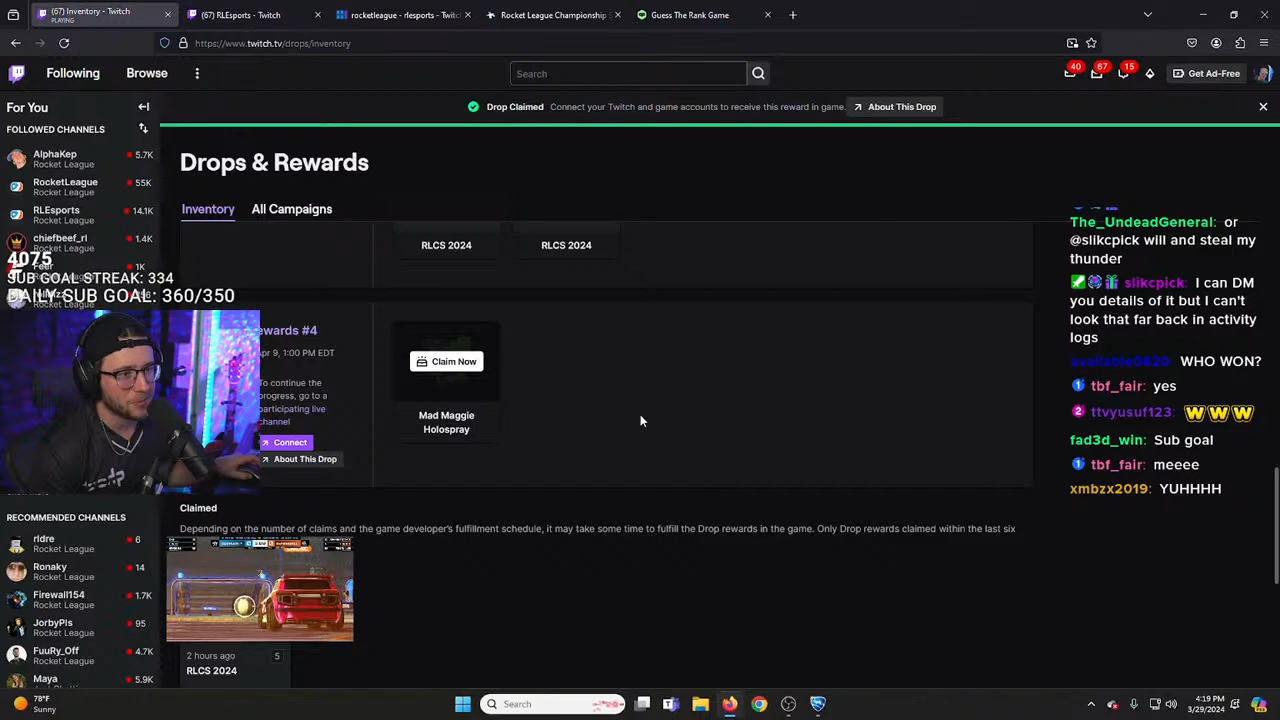 (67) Inventory - Twitch
PLAYING
(67) RLEsports - Twitch
rocketleague - rlesports - Twitch
Rocket League Championship S
Guess The Rank Game
https://www.twitch.tv/drops/inventory
Following
Browse
Search
40
67
15
Get Ad-Free
For You
FOLLOWED CHANNELS
AlphaKep
5.7K
Rocket League
RocketLeague
55K
Rocket League
RLEsports
14.1K
Rocket League
chiefbeef_rl
1.4K
Rocket League
1K
4075
SUB GOAL STREAK: 334
DAILY SUB GOAL: 360/350
Drop Claimed
Connect your Twitch and game accounts to receive this reward in game.
About This Drop
Drops & Rewards
Inventory
All Campaigns
RLCS 2024
RLCS 2024
ewards #4
Apr 9, 1:00 PM EDT
To continue the
progress, go to a
participating live
channel
Connect
About This Drop
Claim Now
Mad Maggie
Holospray
Claimed
Depending on the number of claims and the game developer's fulfillment schedule, it may take some time to fulfill the Drop rewards in the game. Only Drop rewards claimed within the last six
2 hours ago
5
RLCS 2024
The_UndeadGeneral: or
@slikcpick will and steal my
thunder
slikcpick: I can DM
you details of it but I can't
look that far back in activity
logs
available0820: WHO WON?
tbf_fair: yes
ttvyusuf123: W W W
fad3d_win: Sub goal
tbf_fair: meeee
xmbzx2019: YUHHHH
RECOMMENDED CHANNELS
rldre
6
Rocket League
Ronaky
14
Rocket League
Firewall154
1.7K
Rocket League
JorbyPls
95
Rocket League
FuuRy_Off
4.7K
Rocket League
Maya
5.9K
78°F
Sunny
Search
4:19 PM
3/29/2024